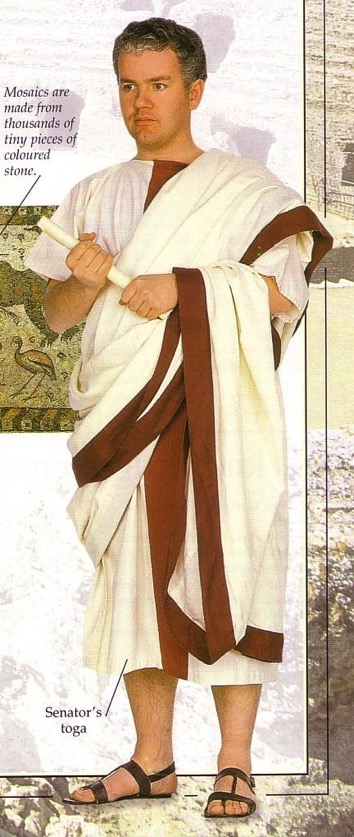 Mosaics are
made from
thousands of
tiny pieces of
coloured
stone.
Senator's
toga